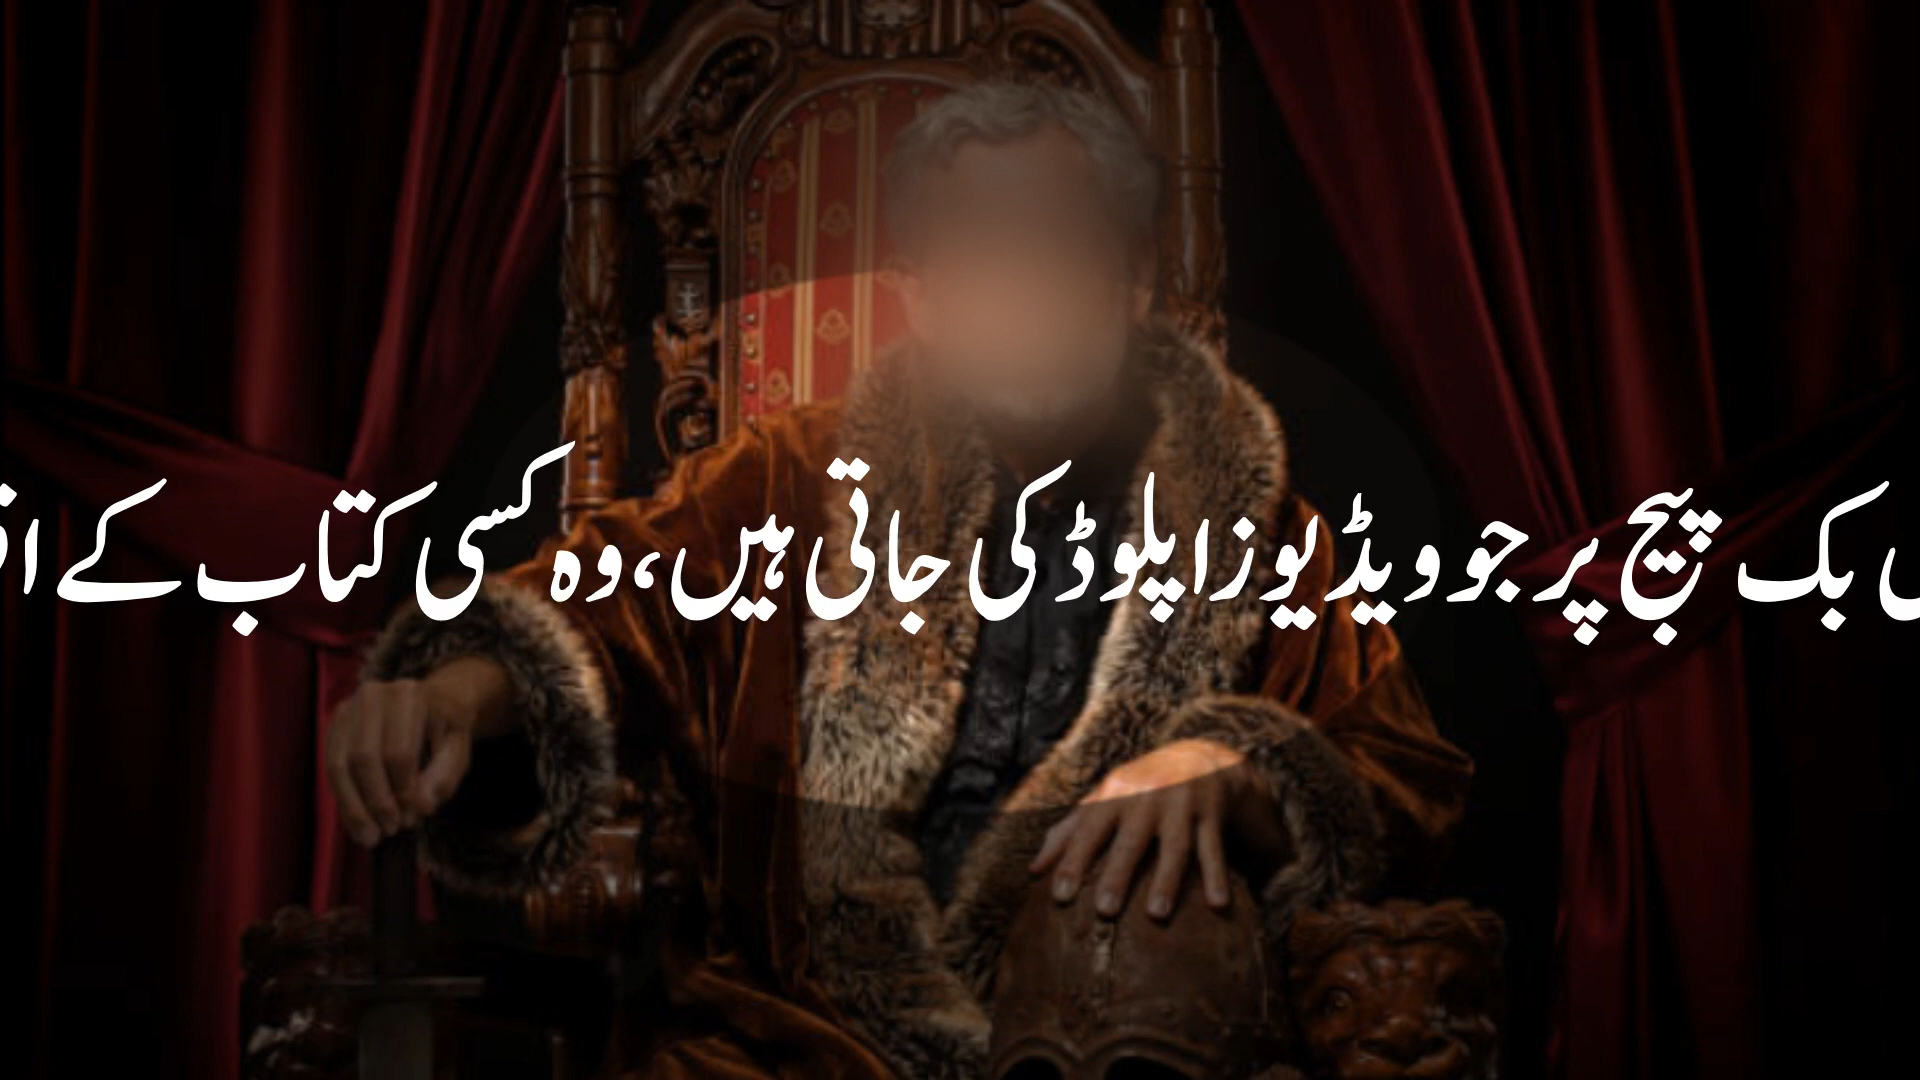 بک پیج پر جو ویڈیوز اپلوڈ کی جاتی ہیں، وہ کسی کتاب کے